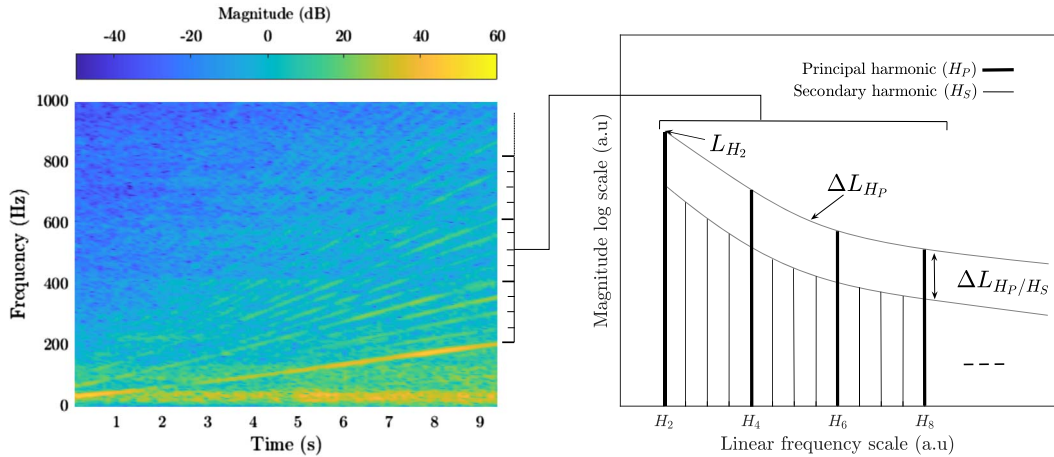 Magnitude (dB)
-40 -20 0 20 40 60
Frequency (Hz)
1000
800
600
400
200
0
1 2 3 4 5 6 7 8 9
Time (s)
Principal harmonic (H_P)
Secondary harmonic (H_S)
Magnitude log scale (a.u)
L_{H_2}
ΔL_{H_P}
ΔL_{H_P/H_S}
H_2 H_4 H_6 H_8
Linear frequency scale (a.u)